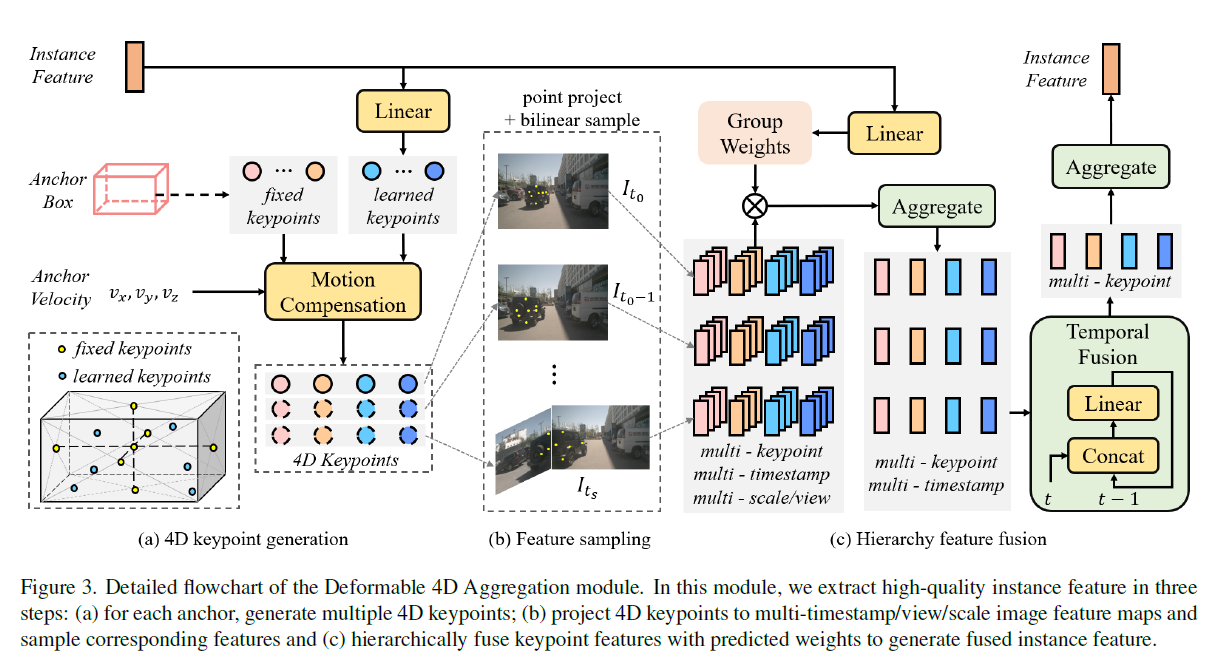 Instance
Feature
Linear
Anchor
Box
fixed
keypoints
learned
keypoints
Anchor
Velocity
v_x, v_y, v_z
Motion
Compensation
fixed keypoints
learned keypoints
4D Keypoints
(a) 4D keypoint generation
point project
+ bilinear sample
I_{t_0}
I_{t_0-1}
I_{t_s}
(b) Feature sampling
Group
Weights
Linear
Aggregate
multi - keypoint
multi - timestamp
multi - scale/view
multi - keypoint
multi - timestamp
Instance
Feature
Aggregate
multi - keypoint
Temporal
Fusion
Linear
Concat
t
t − 1
(c) Hierarchy feature fusion
Figure 3. Detailed flowchart of the Deformable 4D Aggregation module. In this module, we extract high-quality instance feature in three
steps: (a) for each anchor, generate multiple 4D keypoints; (b) project 4D keypoints to multi-timestamp/view/scale image feature maps and
sample corresponding features and (c) hierarchically fuse keypoint features with predicted weights to generate fused instance feature.